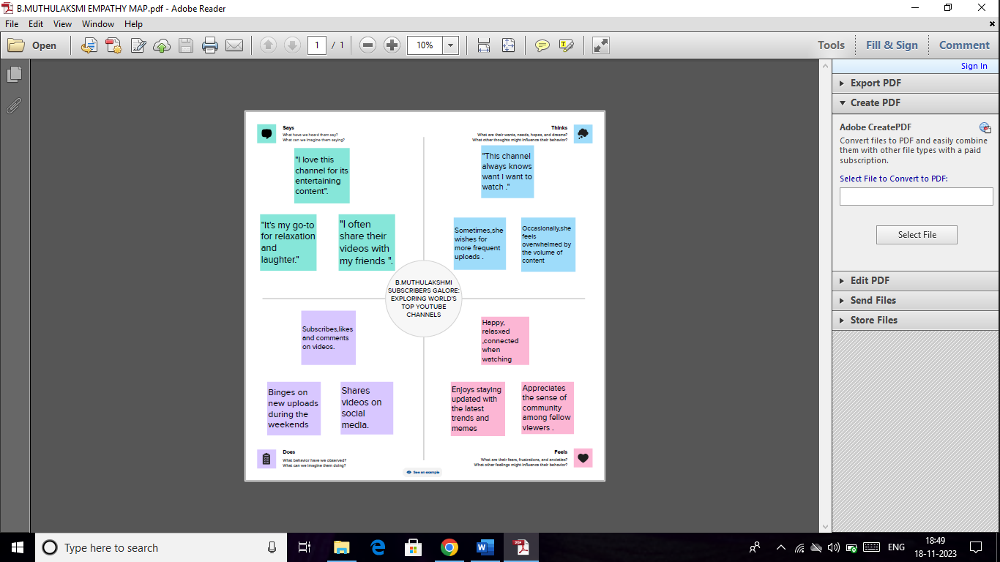 B.MUTHULAKSMI EMPATHY MAP.pdf - Adobe Reader
File Edit View Window Help
Open 1 / 1 10% Tools Fill & Sign Comment
Sign In
Export PDF
Create PDF
Adobe CreatePDF
Convert files to PDF and easily combine
them with other file types with a paid
subscription.
Select File to Convert to PDF:
Select File
Edit PDF
Send Files
Store Files
Says
What have we heard them say?
What can we imagine them saying?
"I love this
channel for its
entertaining
content".
"It's my go-to
for relaxation
and
laughter."
"I often
share their
videos with
my friends ".
Thinks
What are their wants, needs, hopes, and dreams?
What other thoughts might influence their behavior?
"This channel
always knows
want I want to
watch ."
Sometimes,she
wishes for
more frequent
uploads .
Occasionally,she
feels
overwhelmed by
the volume of
content
B.MUTHULAKSHMI
SUBSCRIBERS GALORE:
EXPLORING WORLD'S
TOP YOUTUBE
CHANNELS
Subscribes,likes
and comments
on videos.
Binges on
new uploads
during the
weekends
Shares
videos on
social
media.
Does
What behavior have we observed?
What can we imagine them doing?
Happy,
relasxed
,connected
when
watching
Enjoys staying
updated with
the latest
trends and
memes
Appreciates
the sense of
community
among fellow
viewers .
Feels
What are their fears, frustrations, and anxieties?
What other feelings might influence their behavior?
See an example
Type here to search
ENG
18:49
18-11-2023